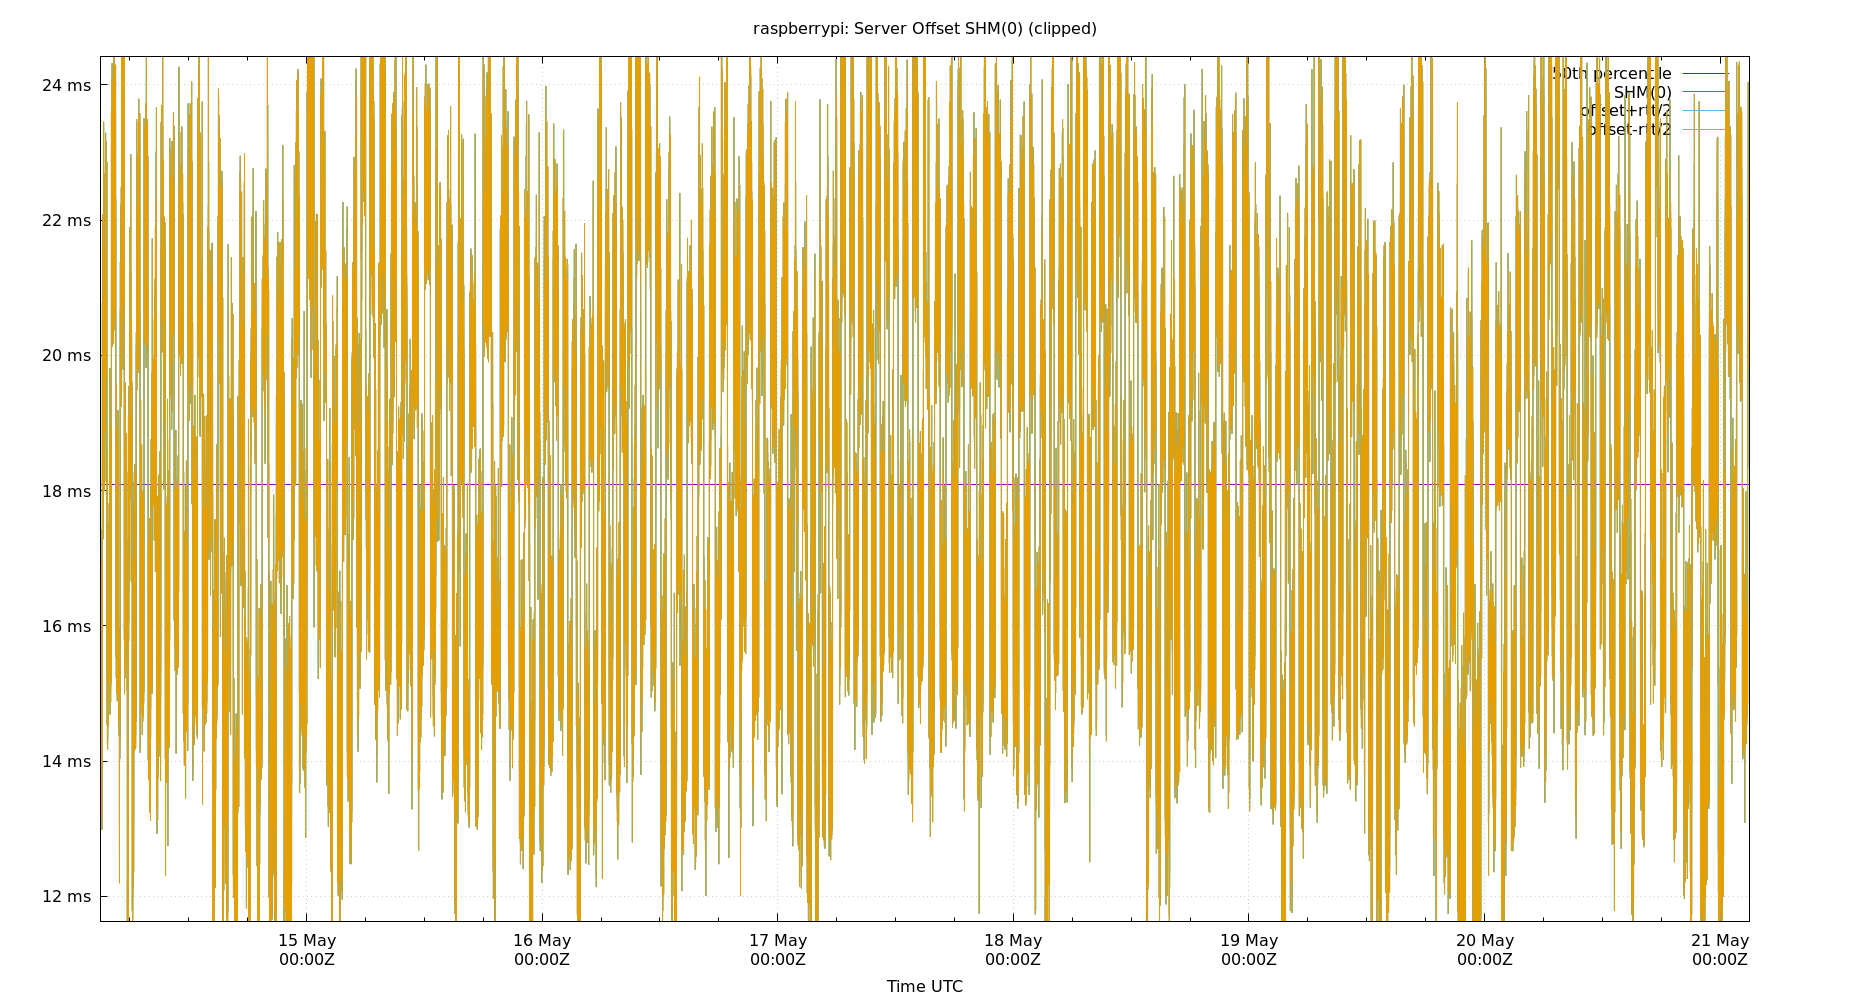 raspberrypi: Server Offset SHM(0) (clipped)
24 ms
22 ms
20 ms
18 ms
16 ms
14 ms
12 ms
50th percentile
SHM(0)
offset+rtt/2
offset-rtt/2
15 May 00:00Z
16 May 00:00Z
17 May 00:00Z
18 May 00:00Z
19 May 00:00Z
20 May 00:00Z
21 May 00:00Z
Time UTC